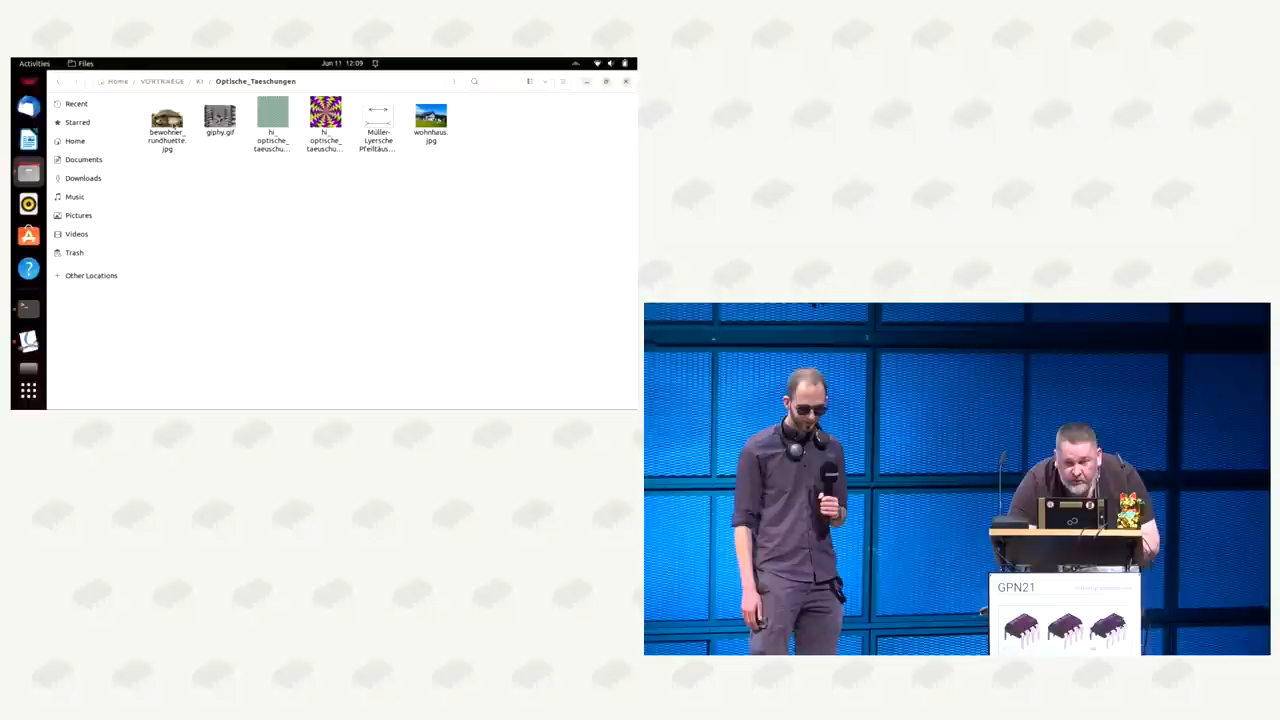 Activities Files Jun 11 12:09
Home / VORTRAEGE / KI / Optische_Taeschungen
Recent
Starred
Home
Documents
Downloads
Music
Pictures
Videos
Trash
+ Other Locations
bewohner_
rundhuette.
jpg
giphy.gif
hi_
optische_
taeuschu...
hi_
optische_
taeuschu...
Müller-
Lyersche
Pfeiltäus...
wohnhaus.
jpg
GPN21